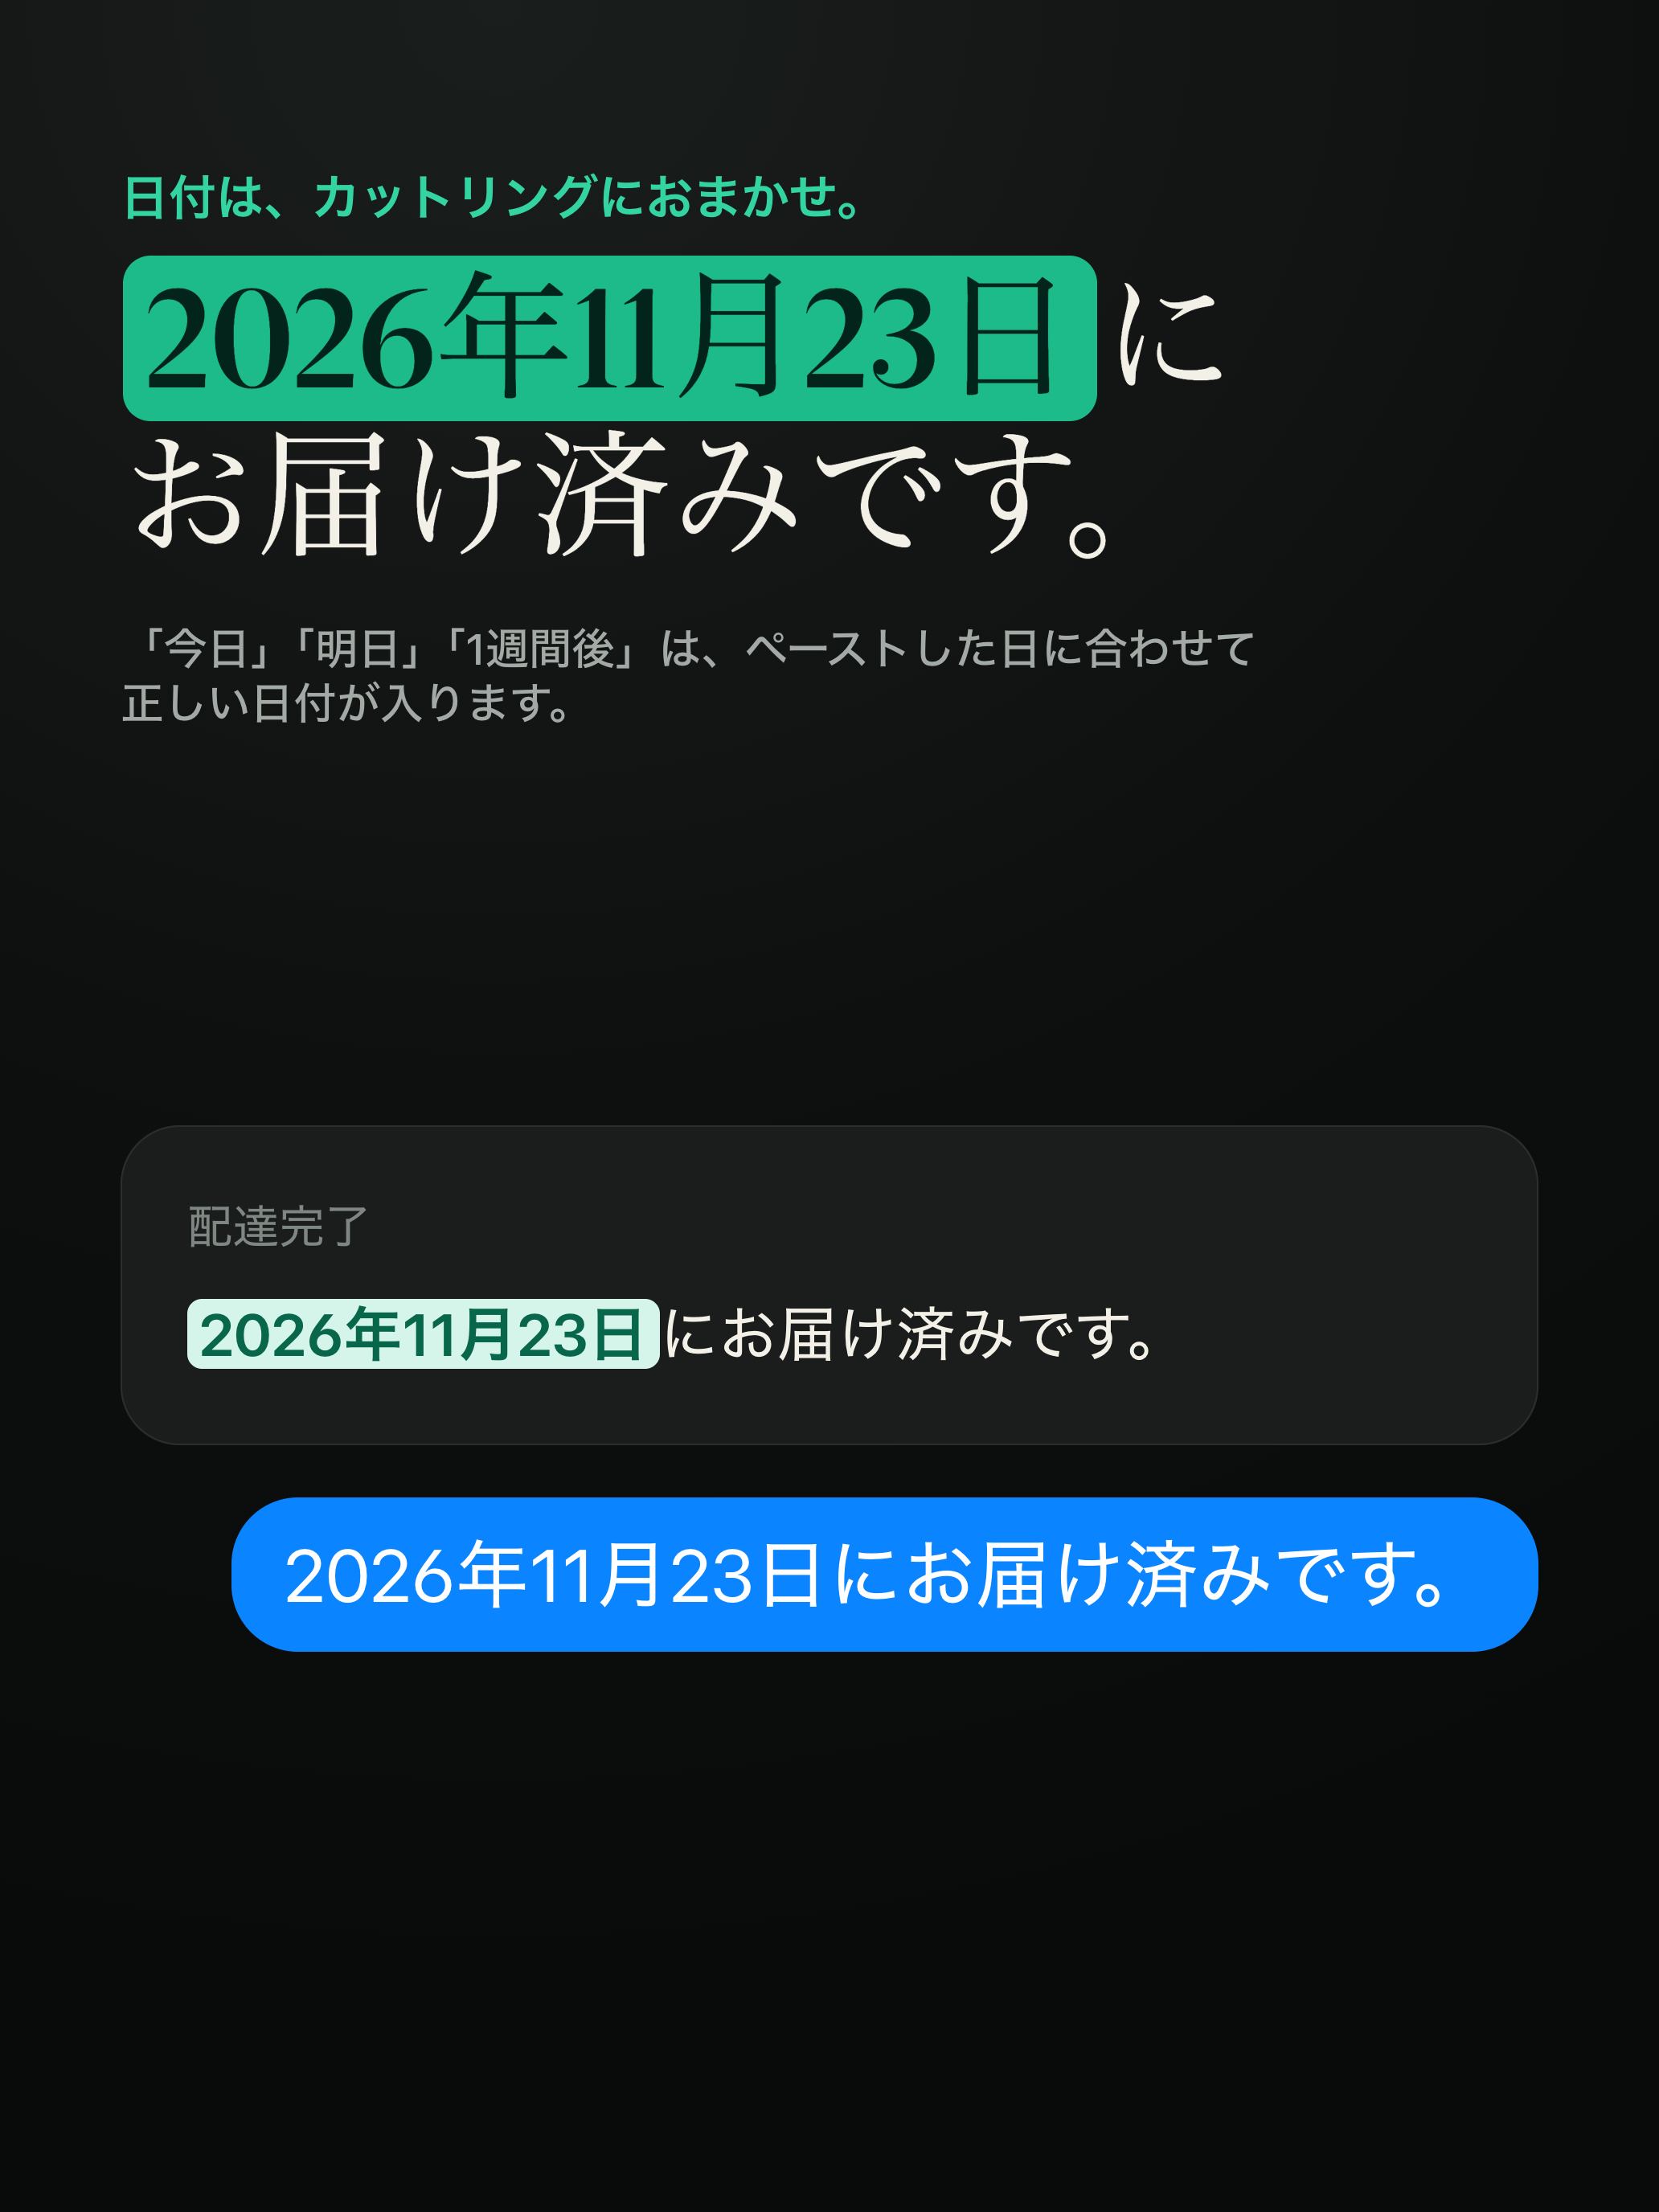 日付は、カットリングにおまかせ。
2026年11月23日に
お届け済みです。
「今日」「明日」「1週間後」は、ペーストした日に合わせて
正しい日付が入ります。
配達完了
2026年11月23日にお届け済みです。
2026年11月23日にお届け済みです。